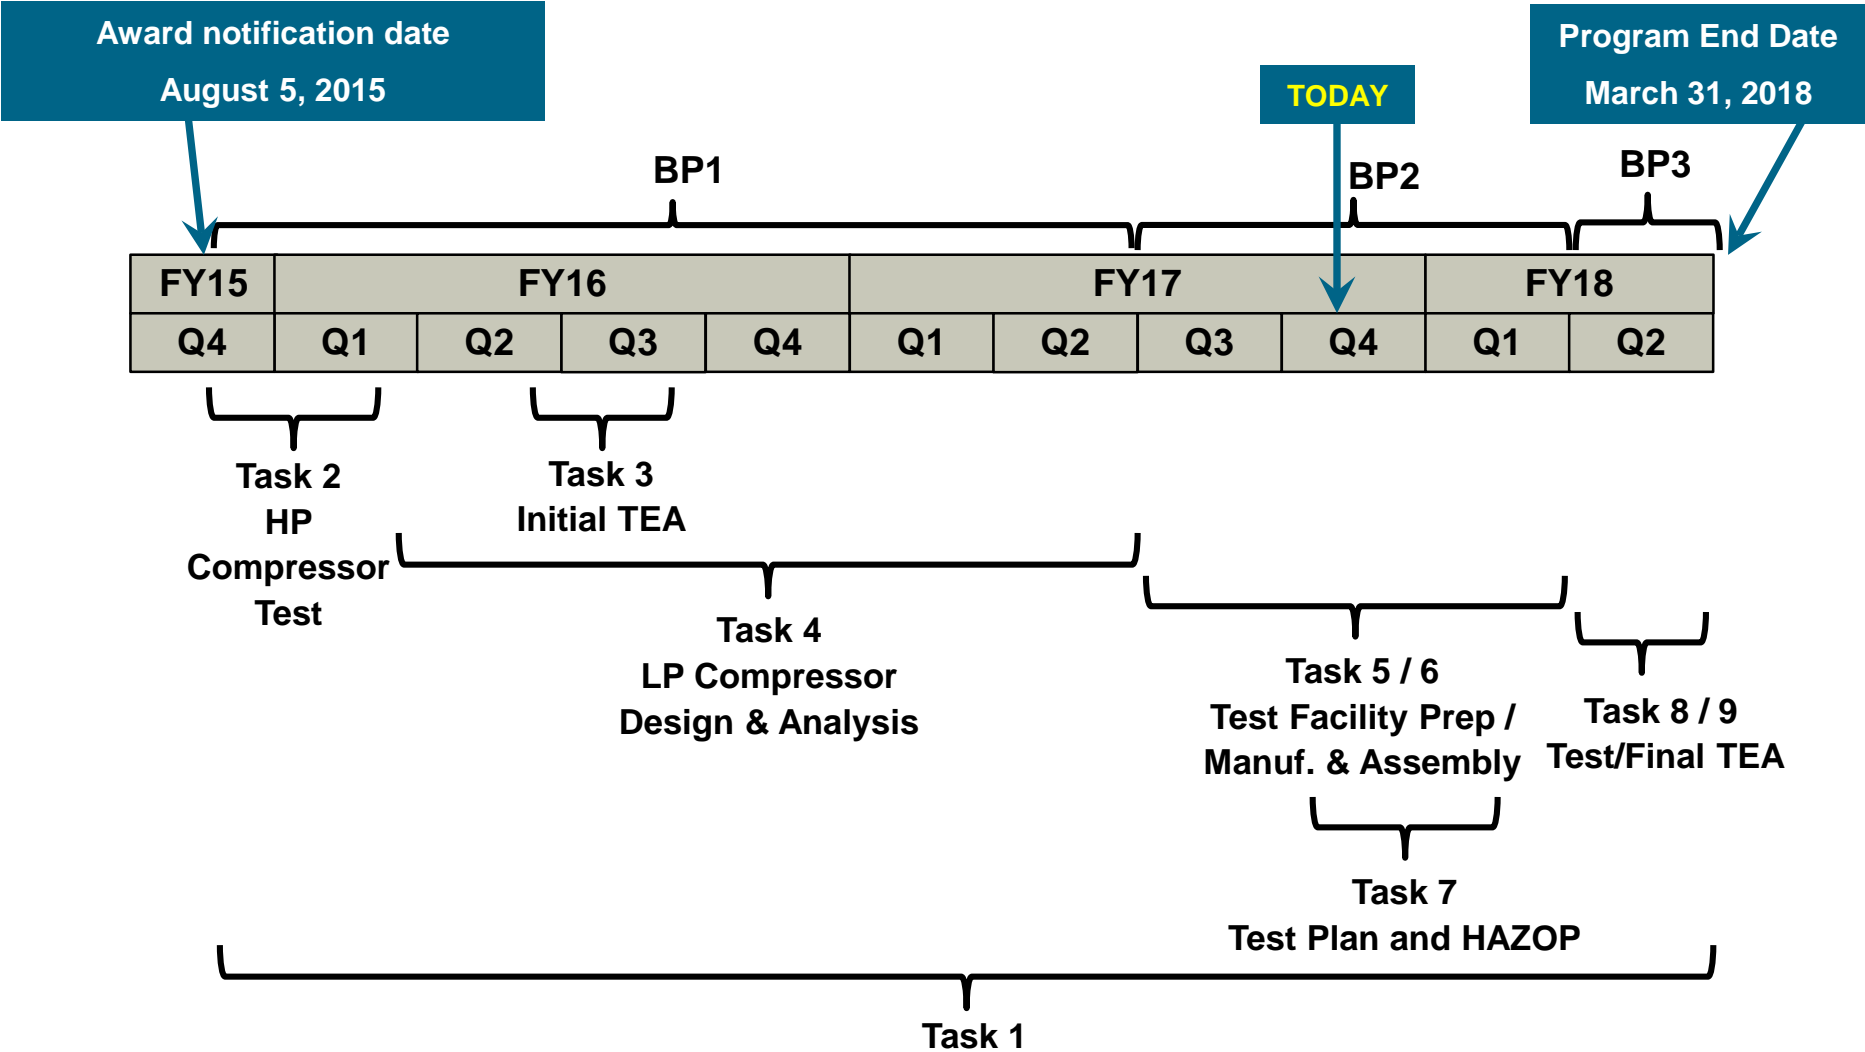 Award notification date
August 5, 2015
TODAY
Program End Date
March 31, 2018
BP1
BP2
BP3
FY15 FY16 FY17 FY18
Q4 Q1 Q2 Q3 Q4 Q1 Q2 Q3 Q4 Q1 Q2
Task 2
HP
Compressor
Test
Task 3
Initial TEA
Task 4
LP Compressor
Design & Analysis
Task 5 / 6
Test Facility Prep /
Manuf. & Assembly
Task 8 / 9
Test/Final TEA
Task 7
Test Plan and HAZOP
Task 1